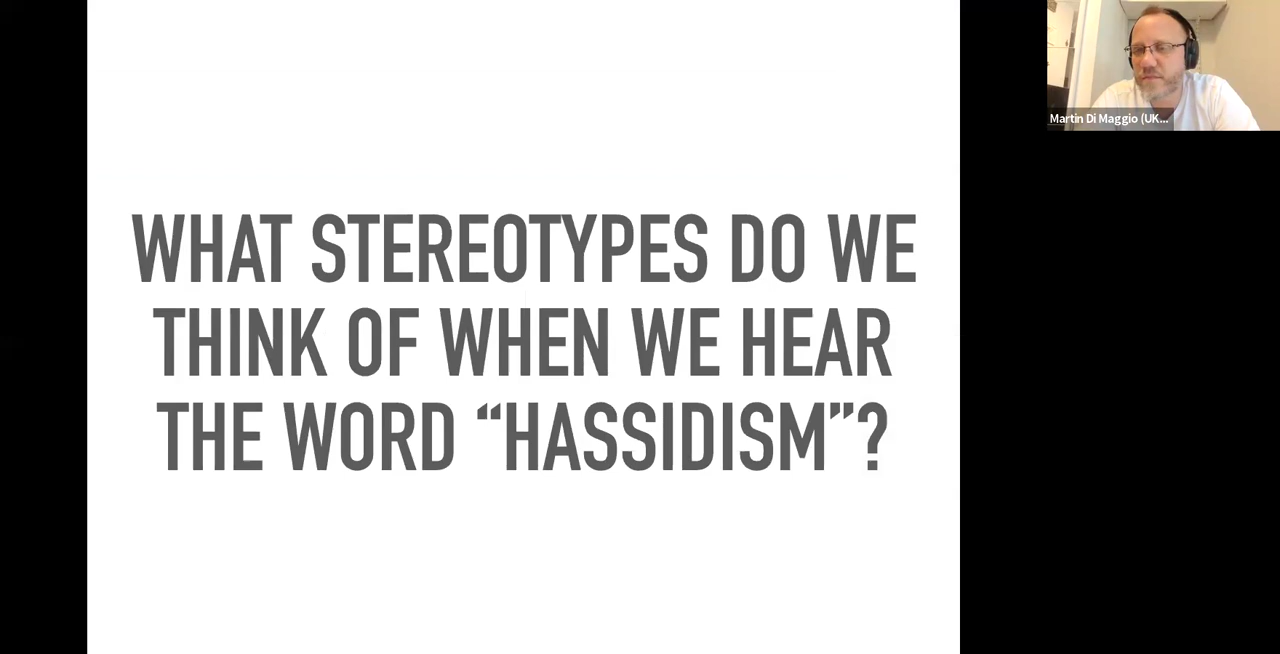 WHAT STEREOTYPES DO WE
THINK OF WHEN WE HEAR
THE WORD “HASSIDISM”?
Martin Di Maggio (UK...